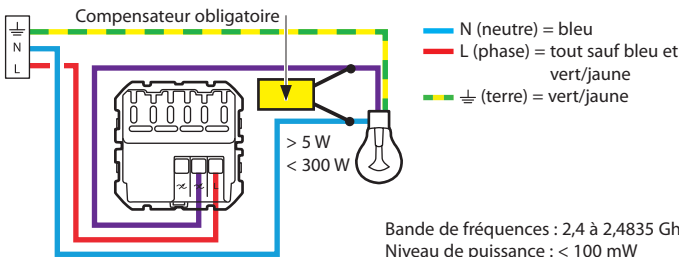 Compensateur obligatoire
N
L
N (neutre) = bleu
L (phase) = tout sauf bleu et
vert/jaune
(terre) = vert/jaune
> 5 W
< 300 W
L
Bande de fréquences : 2,4 à 2,4835 Gh
Niveau de puissance : < 100 mW